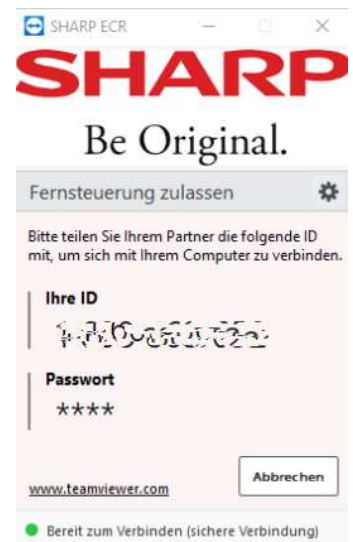 SHARP ECR
SHARP
Be Original.
Fernsteuerung zulassen
Bitte teilen Sie Ihrem Partner die folgende ID
mit, um sich mit Ihrem Computer zu verbinden.
Ihre ID
Passwort
****
www.teamviewer.com
Abbrechen
Bereit zum Verbinden (sichere Verbindung)